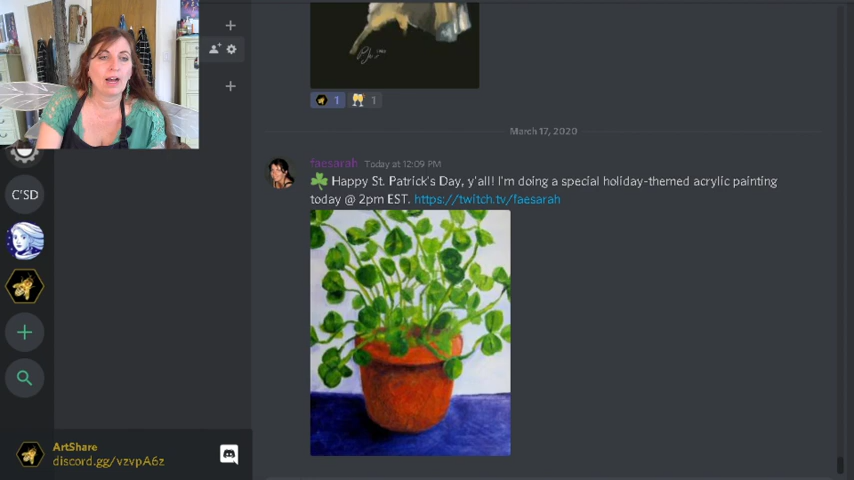 1 1
March 17, 2020
faesarah Today at 12:09 PM
Happy St. Patrick's Day, y'all! I'm doing a special holiday-themed acrylic painting
today @ 2pm EST. https://twitch.tv/faesarah
C'SD
ArtShare
discord.gg/vzvpA6z